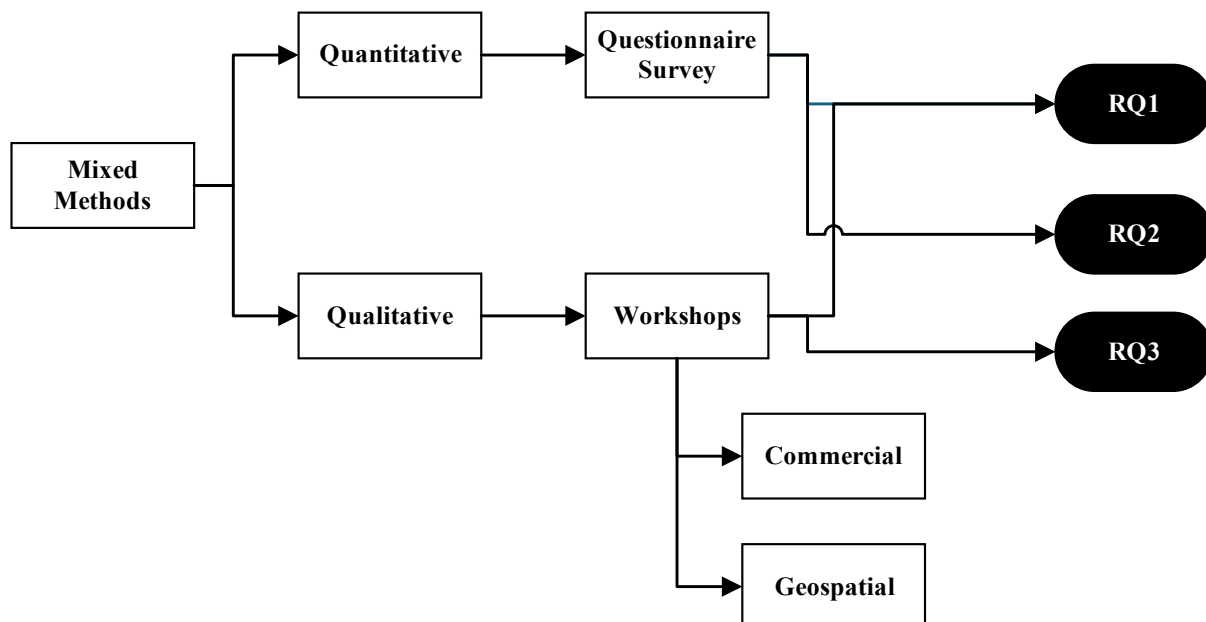 Quantitative
Questionnaire
Survey
RQ1
Mixed
Methods
RQ2
Qualitative
Workshops
RQ3
Commercial
Geospatial